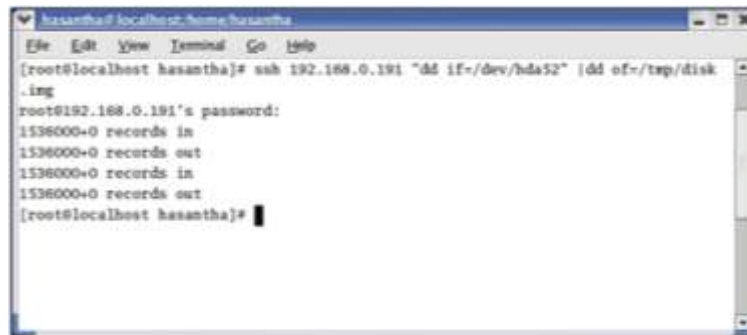 hasantha@localhost:/home/hasantha
File Edit View Terminal Go Help
[root@localhost hasantha]# ssh 192.168.0.191 "dd if=/dev/hda52" |dd of=/tmp/disk
.img
root@192.168.0.191's password:
1536000+0 records in
1536000+0 records out
1536000+0 records in
1536000+0 records out
[root@localhost hasantha]#